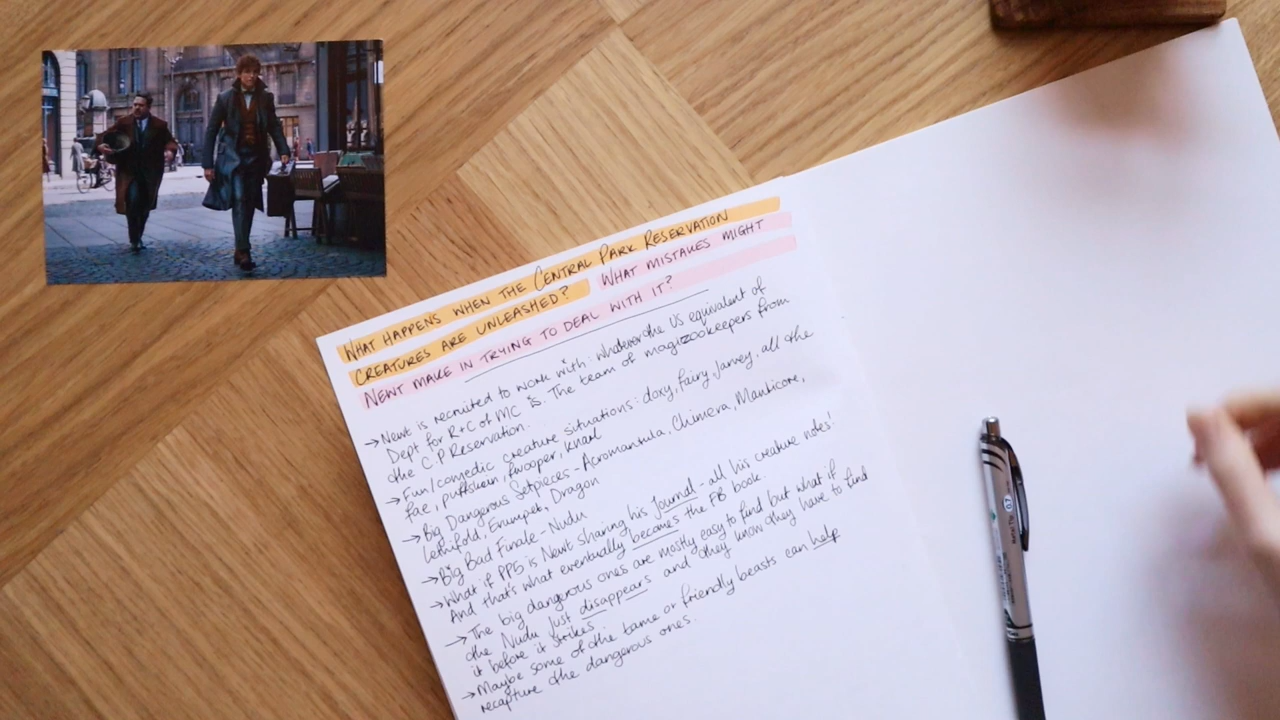 WHAT HAPPENS WHEN THE CENTRAL PARK RESERVATION
CREATURES ARE UNLEASHED? WHAT MISTAKES MIGHT
NEWT MAKE IN TRYING TO DEAL WITH IT?
→ Newt is recruited to work with: whatever the US equivalent of
Dept for R+C of MC is. The team of magizookeepers from
the C.P Reservation.
→ Fun/comedic creature situations: doxy, fairy, Jarvey, all the
fae, puffskein, fwooper, knarl
→ Big Dangerous Setpieces - Acromantula, Chimera, Manticore,
Lethifold, Erumpet, Dragon
→ Big Bad Finale - Nudu
→ What if PP5 is Newt sharing his Journal - all his creature notes!
And that's what eventually becomes the FB book.
→ The big dangerous ones are mostly easy to find but what if
the Nudu just disappears and they know they have to find
it before it strikes.
→ Maybe some of the tame or friendly beasts can help
recapture the dangerous ones.